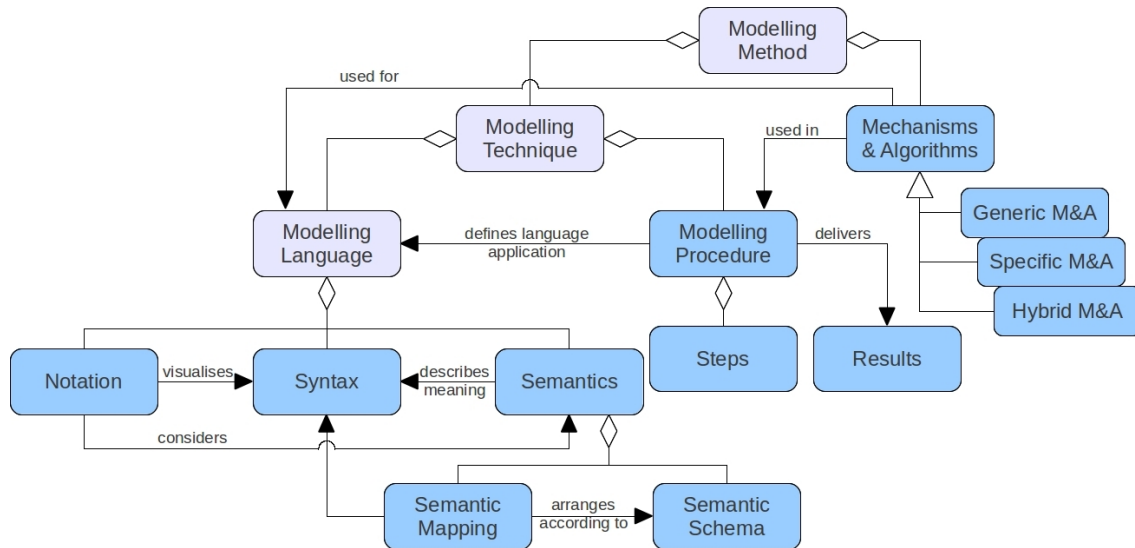 Modelling
Method
used for
Modelling
Technique
used in
Mechanisms
& Algorithms
Generic M&A
Modelling
Language
defines language
application
Modelling
Procedure
delivers
Specific M&A
Hybrid M&A
Notation
visualises
Syntax
describes
meaning
Semantics
Steps
Results
considers
Semantic
Mapping
arranges
according to
Semantic
Schema